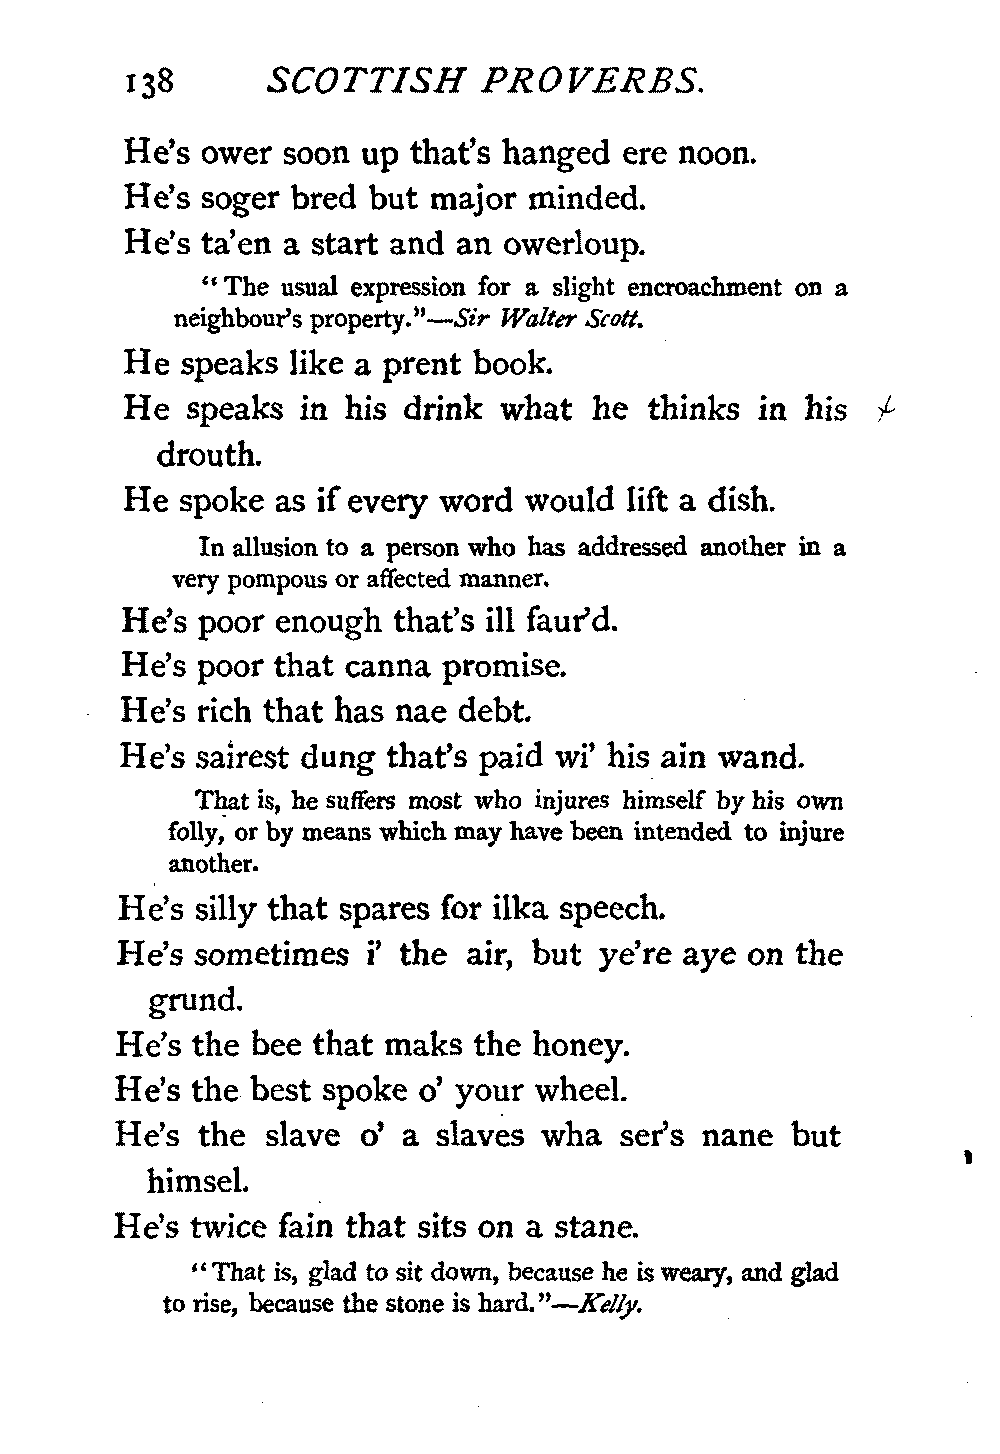 138 SCOTTISH PROVERBS.
He's ower soon up that's hanged ere noon.
He's soger bred but major minded.
He's ta'en a start and an owerloup.
"The usual expression for a slight encroachment on a
neighbour's property."—Sir Walter Scott.
He speaks like a prent book.
He speaks in his drink what he thinks in his
drouth.
He spoke as if every word would lift a dish.
In allusion to a person who has addressed another in a
very pompous or affected manner.
He's poor enough that's ill faur'd.
He's poor that canna promise.
He's rich that has nae debt.
He's sairest dung that's paid wi' his ain wand.
That is, he suffers most who injures himself by his own
folly, or by means which may have been intended to injure
another.
He's silly that spares for ilka speech.
He's sometimes i' the air, but ye're aye on the
grund.
He's the bee that maks the honey.
He's the best spoke o' your wheel.
He's the slave o' a slaves wha ser's nane but
himsel.
He's twice fain that sits on a stane.
"That is, glad to sit down, because he is weary, and glad
to rise, because the stone is hard."—Kelly.